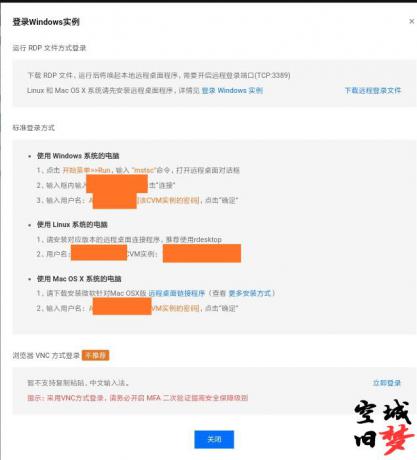 登录Windows实例
运行 RDP 文件方式登录
下载 RDP 文件，运行后将唤起本地远程桌面程序，需要开启远程登录端口(TCP:3389)
Linux 和 Mac OS X 系统请先安装远程桌面程序，详情见 登录 Windows 实例
下载远程登录文件
标准登录方式
• 使用 Windows 系统的电脑
1、点击 开始菜单>>Run，输入 "mstsc"命令，打开远程桌面对话框
2、输入框内输入 击"连接"
3、输入用户名： [该CVM实例的密码]，点击"确定"
• 使用 Linux 系统的电脑
1、请安装对应版本的远程桌面连接程序，推荐使用rdesktop
2、用户名： CVM实例：
• 使用 Mac OS X 系统的电脑
1、请下载安装微软针对Mac OSX版 远程桌面链接程序（查看 更多安装方式）
2、输入用户名： VM实例的密码]，点击"确定"
浏览器 VNC 方式登录 不推荐
暂不支持复制粘贴，中文输入法。
立即登录
提示：采用VNC方式登录，请务必开启 MFA 二次验证提高安全保障级别
空城
旧梦
关闭